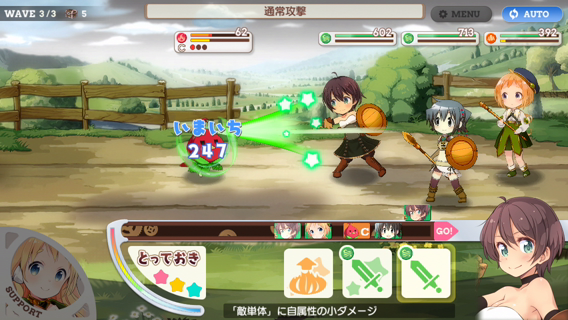 WAVE 3/3 5
通常攻撃
MENU
AUTO
62
C
602
713
392
いまいち
247
C
GO!
とっておき
SUPPORT
「敵単体」に自属性の小ダメージ